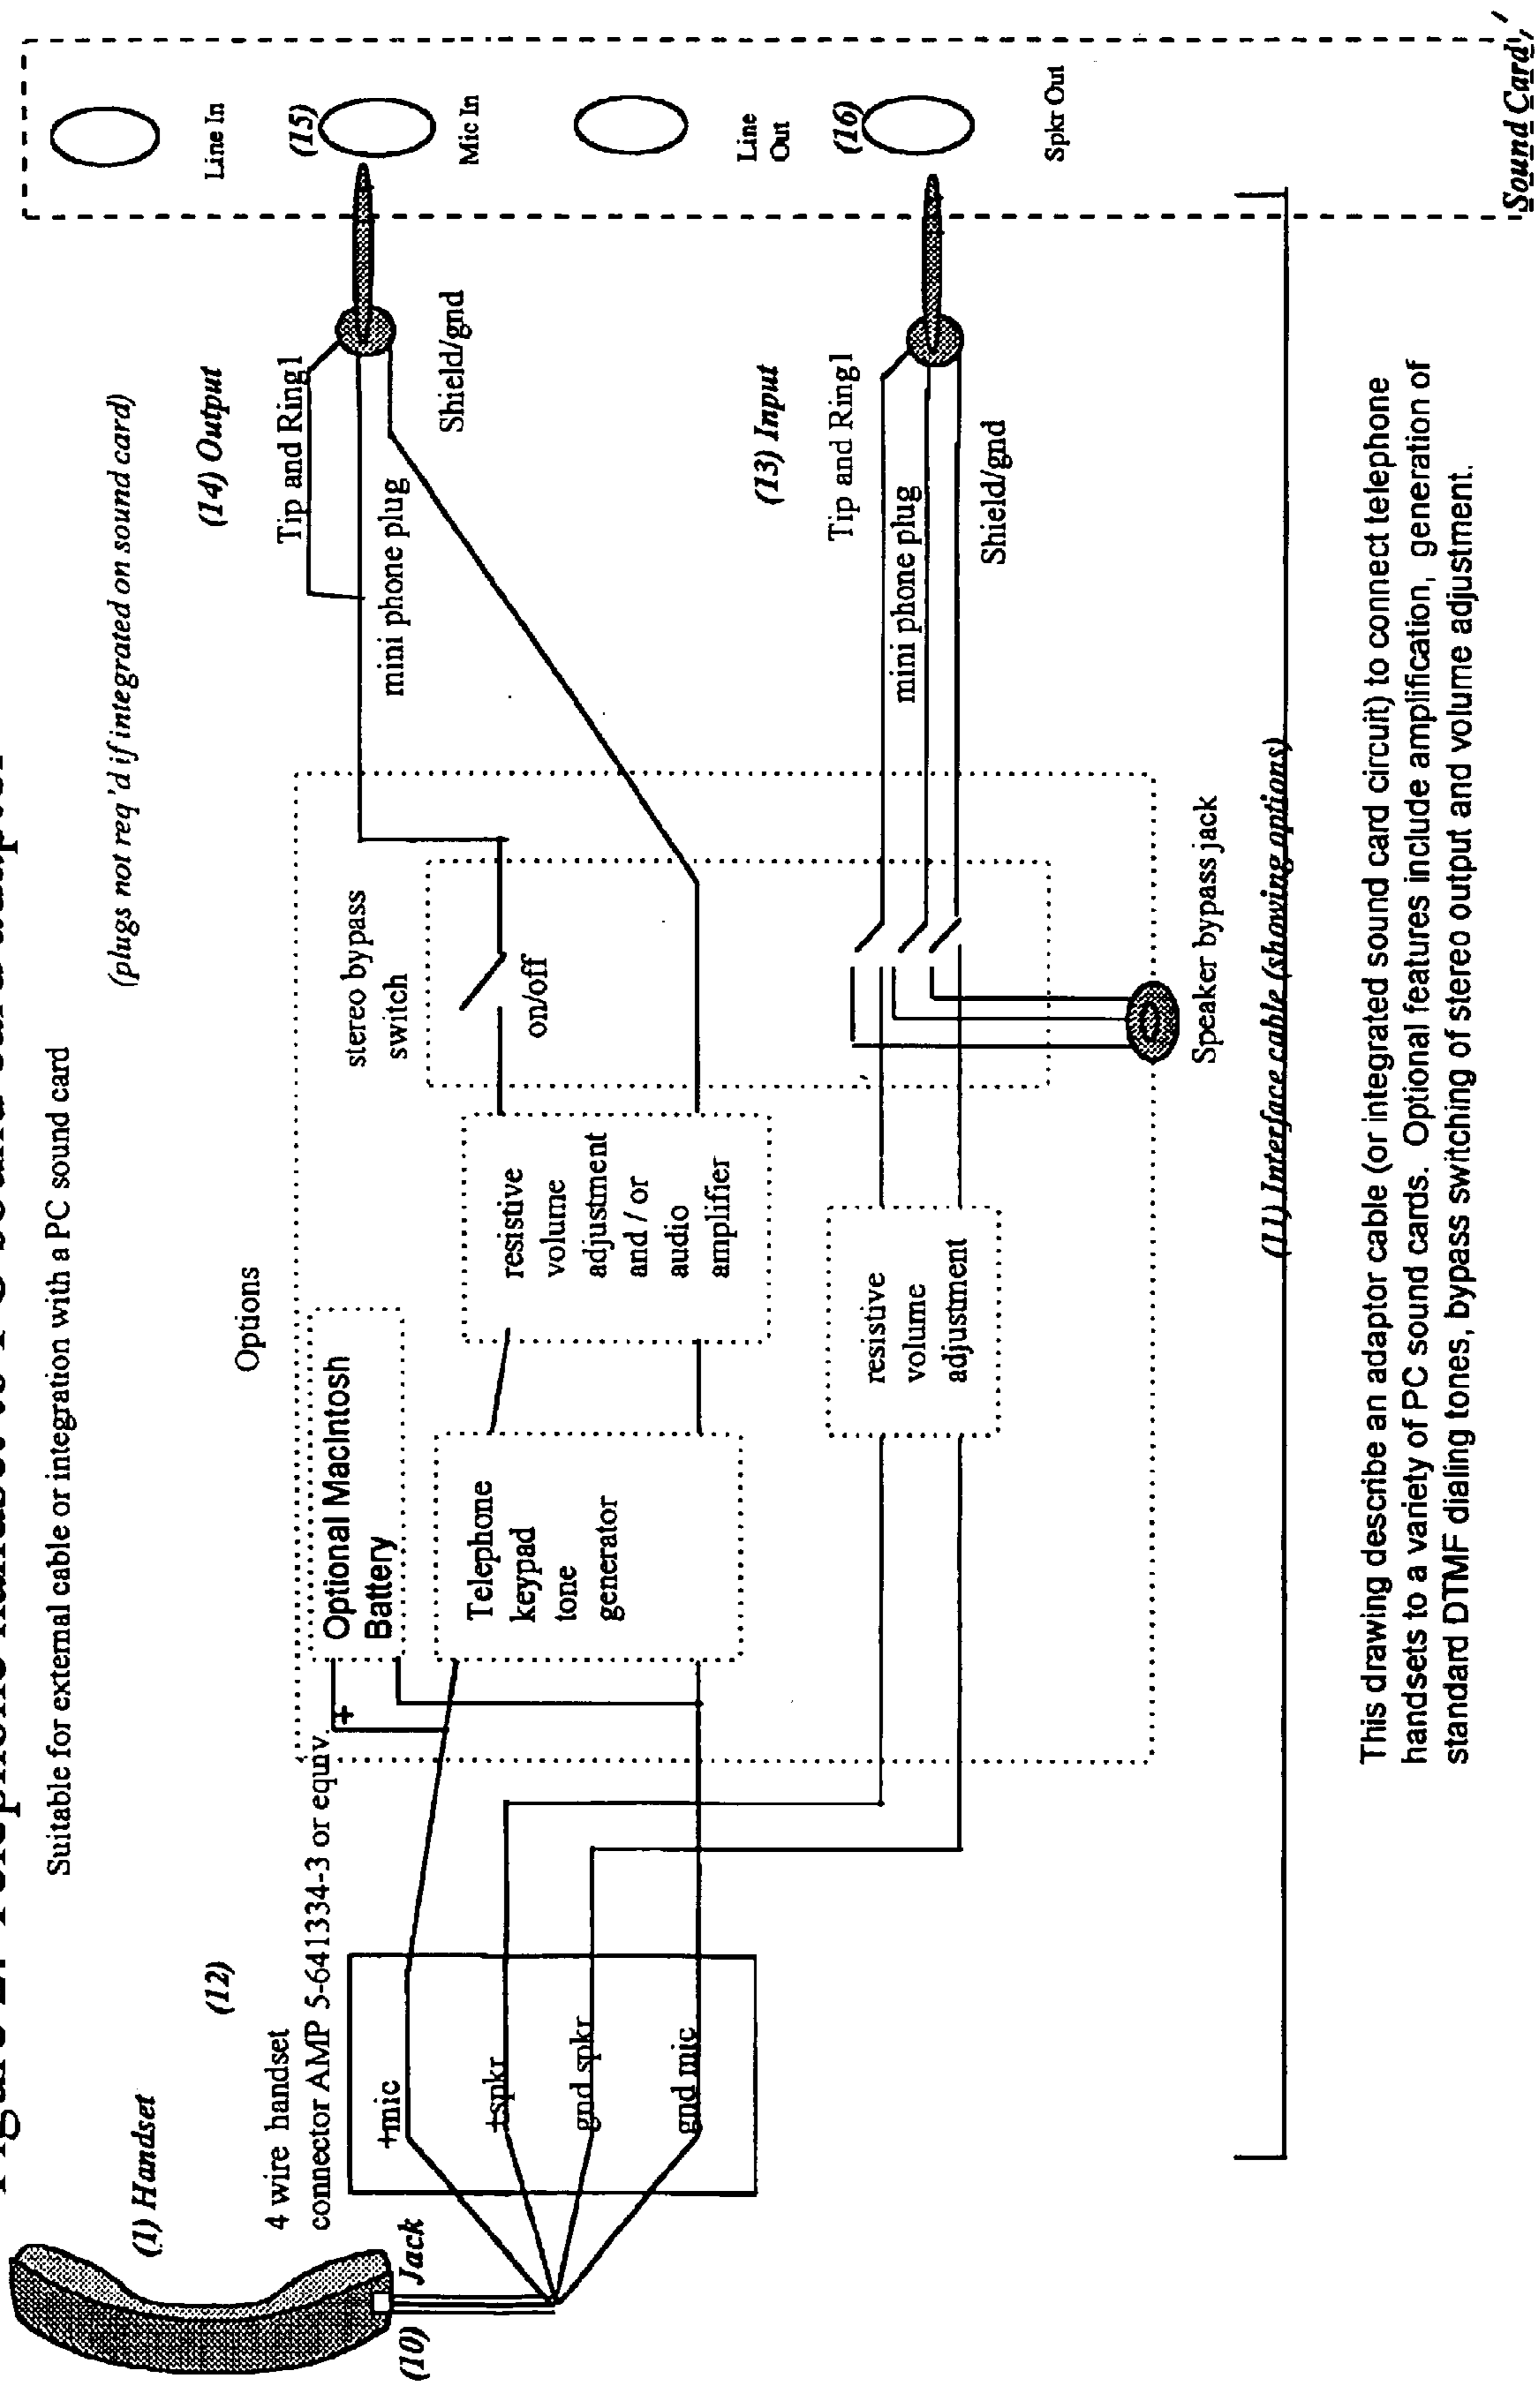 Suitable for external cable or integration with a PC sound card
(plugs not req'd if integrated on sound card)
(1) Handset
(10)
Jack
(12)
4 wire handset
connector AMP 5-641334-3 or equiv.
+mic
+spkr
gnd spkr
gnd mic
Options
Optional MacIntosh
Battery
+
Telephone
keypad
tone
generator
resistive
volume
adjustment
and / or
audio
amplifier
resistive
volume
adjustment
stereo bypass
switch
on/off
Speaker bypass jack
(14) Output
Tip and Ring1
mini phone plug
Shield/gnd
(13) Input
Tip and Ring1
mini phone plug
Shield/gnd
Line In
(15)
Mic In
Line
Out
(16)
Spkr Out
Sound Card
(11) Interface cable (showing options)
This drawing describe an adaptor cable (or integrated sound card circuit) to connect telephone
handsets to a variety of PC sound cards. Optional features include amplification, generation of
standard DTMF dialing tones, bypass switching of stereo output and volume adjustment.